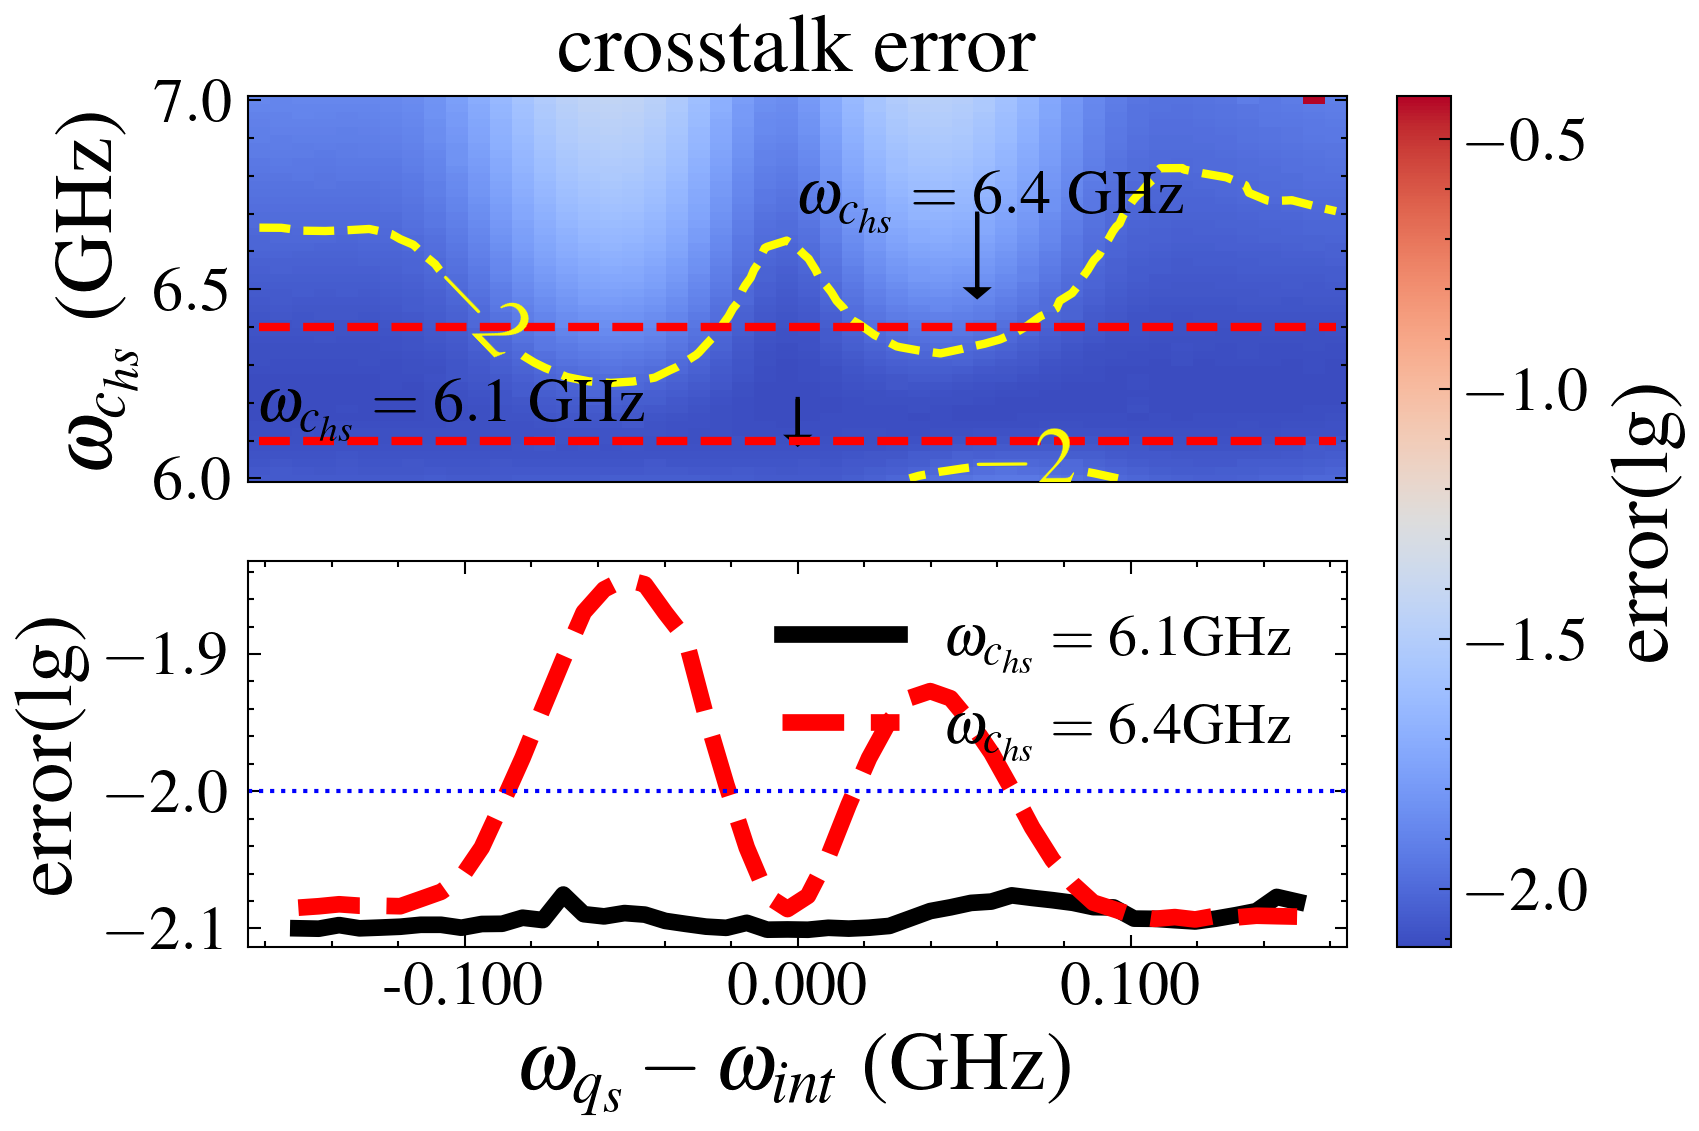 crosstalk error
7.0
6.5
6.0
ω_{c_{hs}} (GHz)
ω_{c_{hs}} = 6.4 GHz
−2
ω_{c_{hs}} = 6.1 GHz
−2
−0.5
−1.0
−1.5
−2.0
error(lg)
−1.9
−2.0
−2.1
error(lg)
ω_{c_{hs}} = 6.1GHz
ω_{c_{hs}} = 6.4GHz
-0.100 0.000 0.100
ω_{q_s} − ω_{int} (GHz)